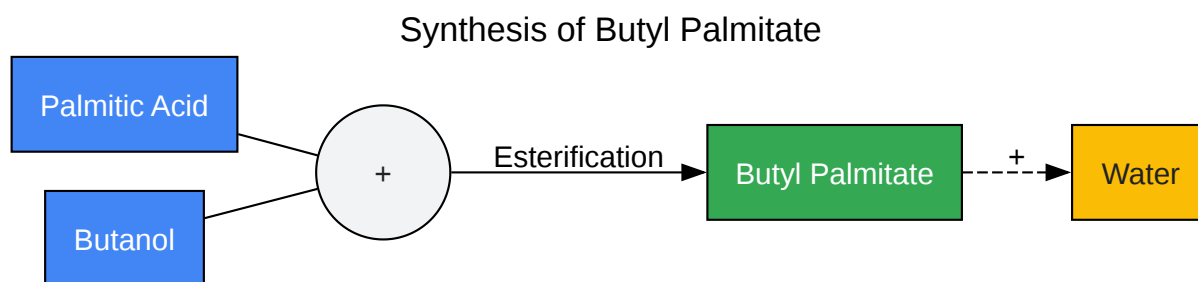 Synthesis of Butyl Palmitate
Palmitic Acid
Butanol
+
Esterification
Butyl Palmitate
+
Water